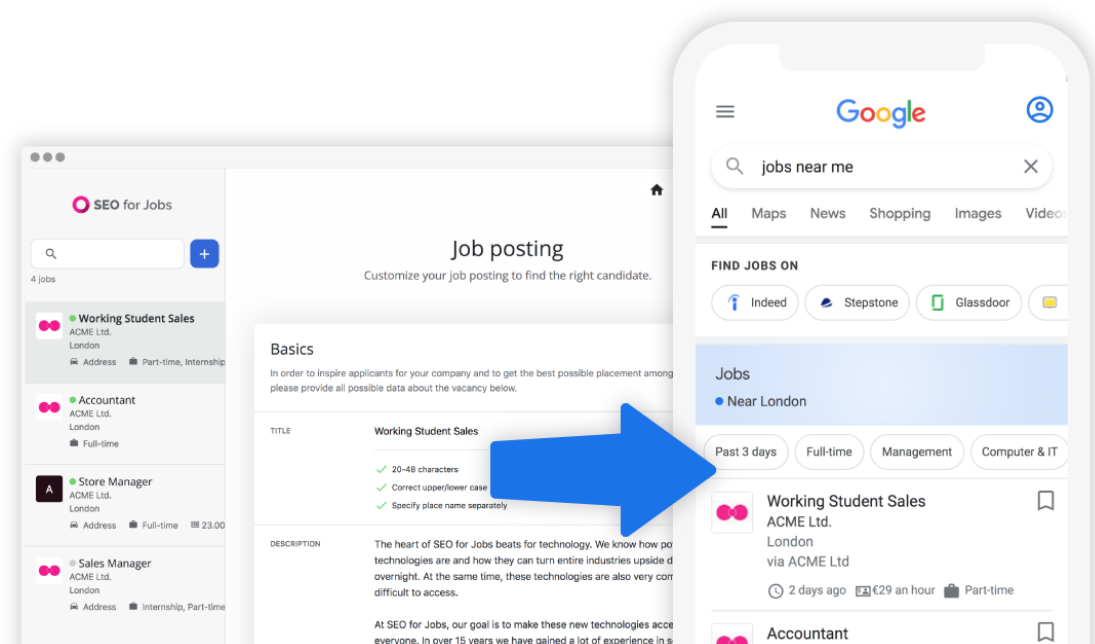 SEO for Jobs
4 jobs
Working Student Sales
ACME Ltd.
London
Address Part-time, Internship
Accountant
ACME Ltd.
London
Full-time
A
Store Manager
ACME Ltd.
London
Address Full-time 23.00
Sales Manager
ACME Ltd.
London
Address Internship, Part-time
Job posting
Customize your job posting to find the right candidate.
Basics
In order to inspire applicants for your company and to get the best possible placement among
please provide all possible data about the vacancy below.
TITLE
Working Student Sales
20-48 characters
Correct upper/lower case
Specify place name separately
DESCRIPTION
The heart of SEO for Jobs beats for technology. We know how
technologies are and how they can turn entire industries upside
overnight. At the same time, these technologies are also very
difficult to access.
At SEO for Jobs, our goal is to make these new technologies
everyone. In over 15 years we have gained a lot of experience in
Google
jobs near me
All Maps News Shopping Images Videos
FIND JOBS ON
Indeed Stepstone Glassdoor
Jobs
Near London
Past 3 days Full-time Management Computer & IT
Working Student Sales
ACME Ltd.
London
via ACME Ltd
2 days ago €29 an hour Part-time
Accountant